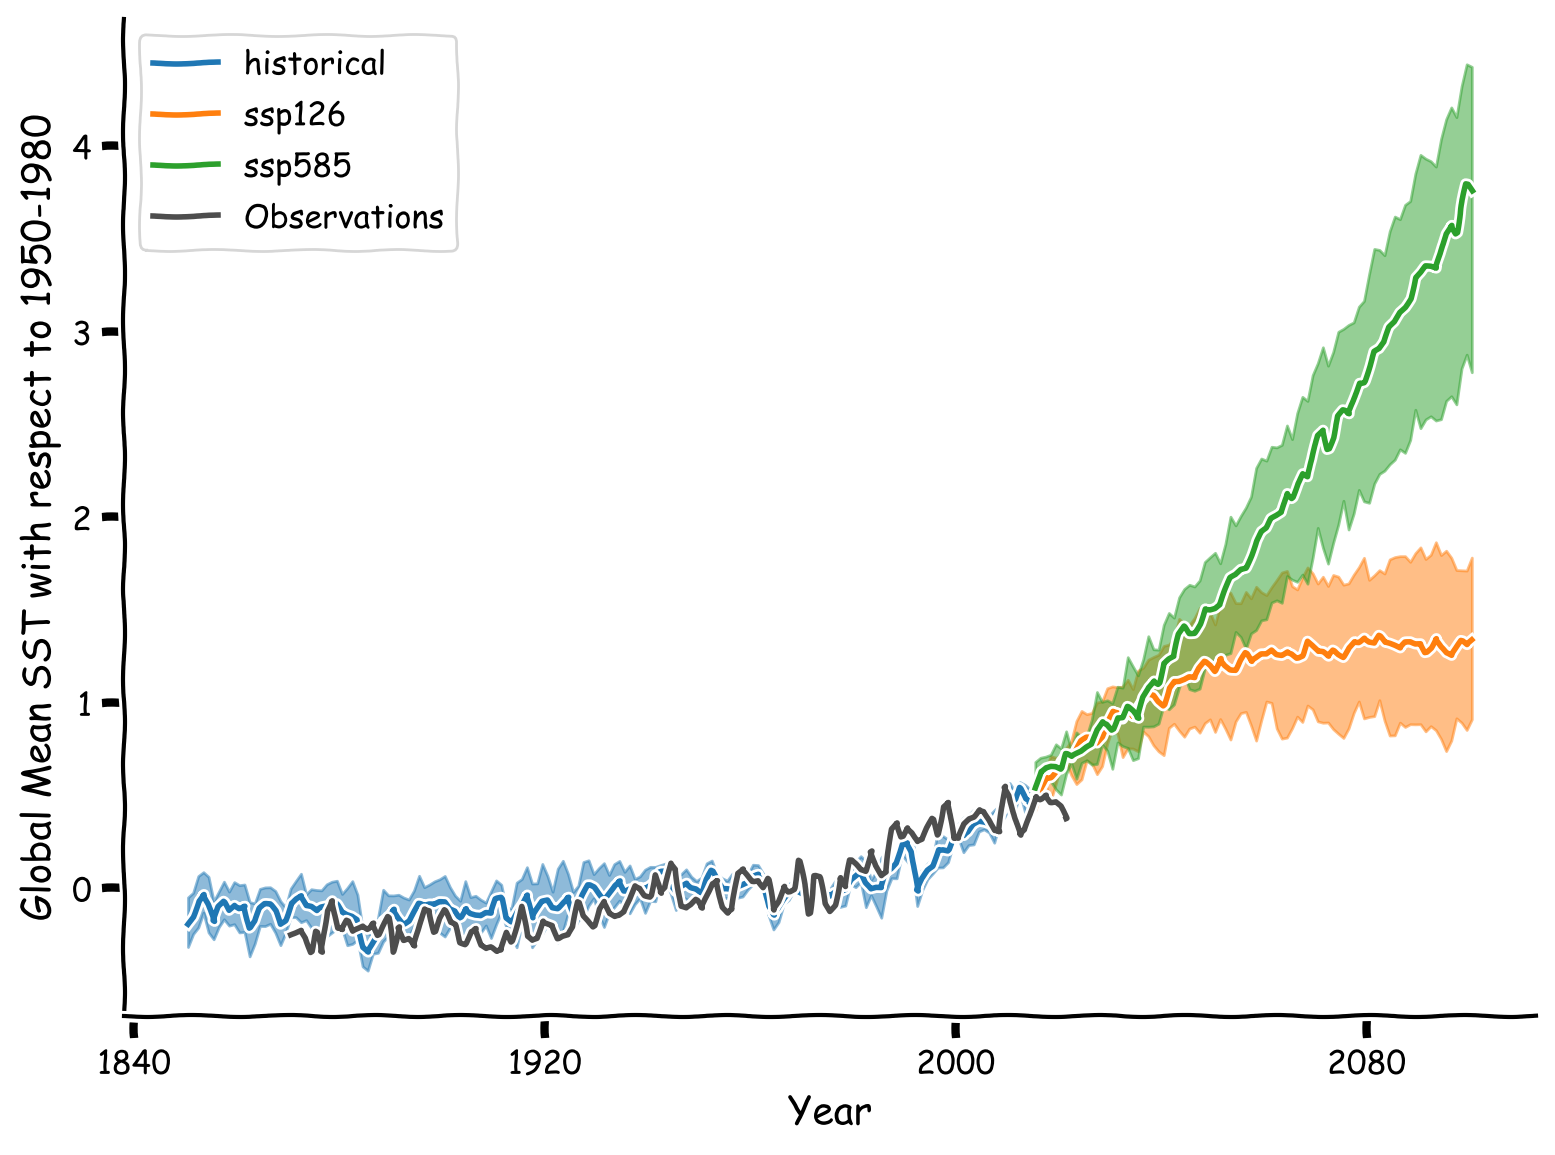 historical
ssp126
ssp585
Observations
Global Mean SST with respect to 1950-1980
4
3
2
1
0
1840
1920
2000
2080
Year